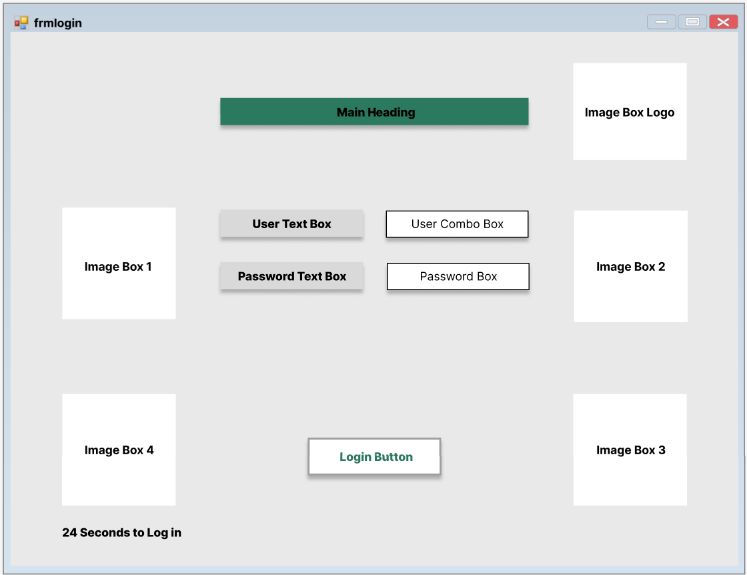 frmlogin
Main Heading
Image Box Logo
User Text Box
User Combo Box
Image Box 1
Image Box 2
Password Text Box
Password Box
Image Box 4
Login Button
Image Box 3
24 Seconds to Log in